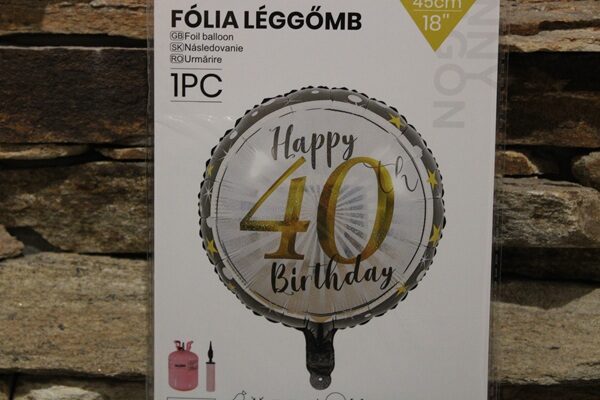 FÓLIA LÉGGŐMB
GB Foil balloon
SK Následovanie
RO Urmărire
1PC
45cm
18"
Happy
40th
Birthday